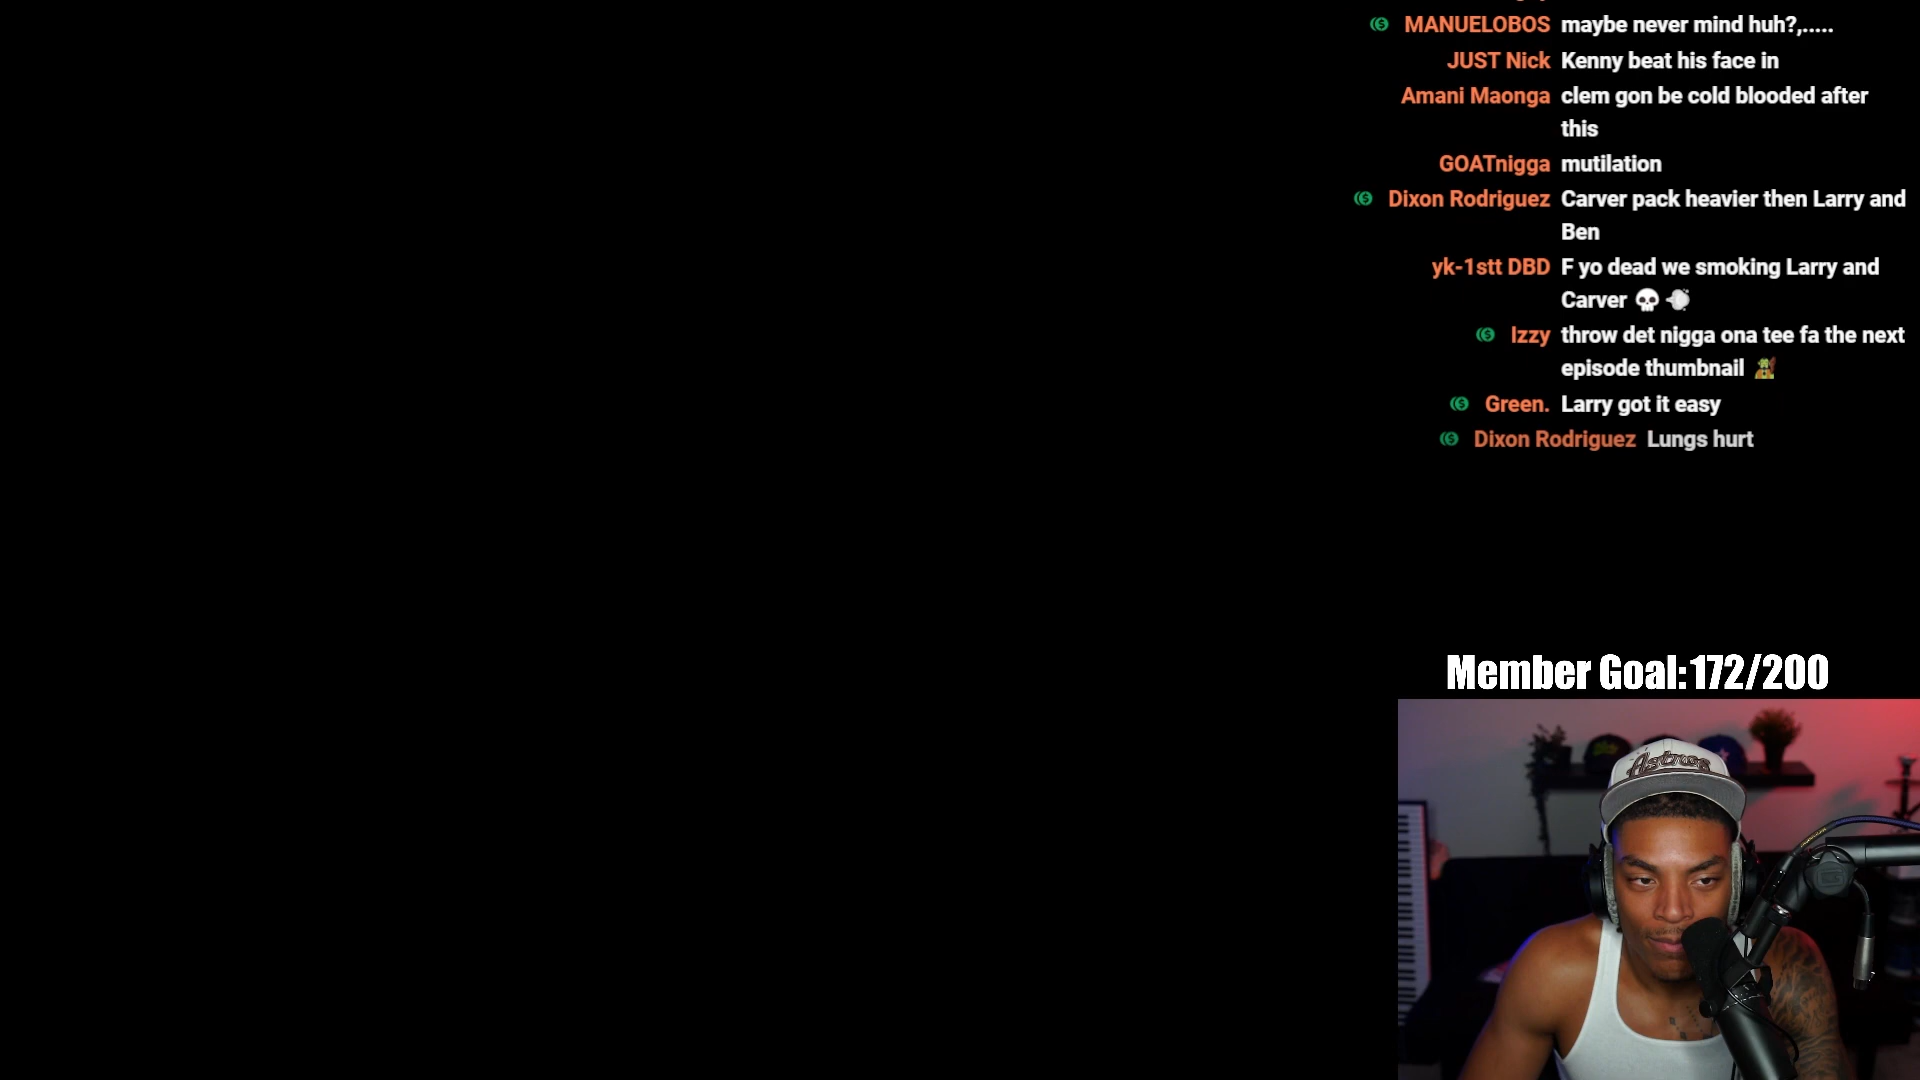 MANUELOBOS maybe never mind huh?,.....
JUST Nick Kenny beat his face in
Amani Maonga clem gon be cold blooded after
this
GOATnigga mutilation
Dixon Rodriguez Carver pack heavier then Larry and
Ben
yk-1stt DBD F yo dead we smoking Larry and
Carver 💀💨
Izzy throw det nigga ona tee fa the next
episode thumbnail
Green. Larry got it easy
Dixon Rodriguez Lungs hurt
Member Goal: 172/200
Astros